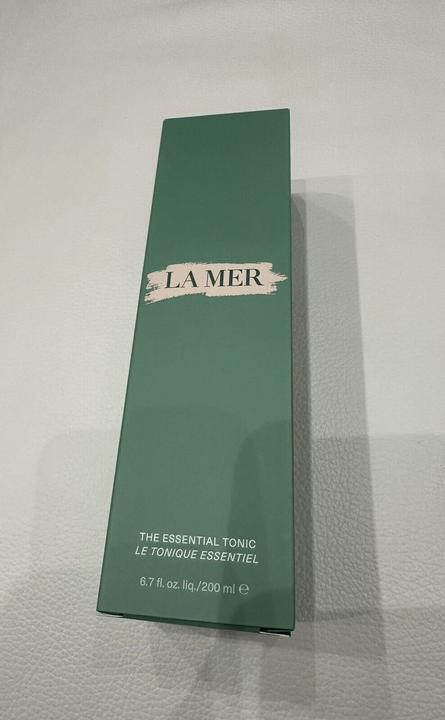 LA MER
THE ESSENTIAL TONIC
LE TONIQUE ESSENTIEL
6.7 fl. oz. liq./200 ml ℮